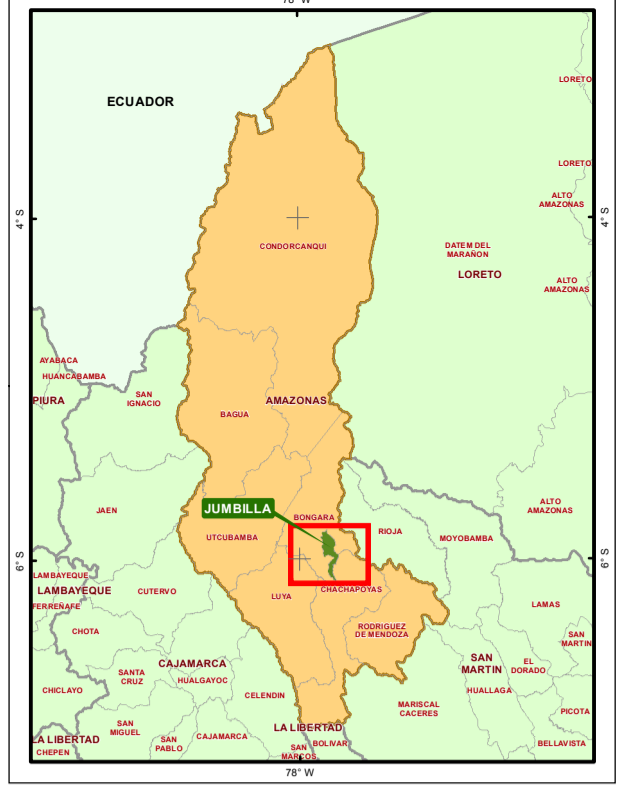 78° W
ECUADOR
LORETO
LORETO
ALTO
AMAZONAS
4° S
4° S
CONDORCANQUI
DATEM DEL
MARAÑON
LORETO
ALTO
AMAZONAS
AYABACA
HUANCABAMBA
SAN
IGNACIO
PIURA
AMAZONAS
BAGUA
JAEN
JUMBILLA
BONGARA
ALTO
AMAZONAS
UTCUBAMBA
RIOJA
MOYOBAMBA
6° S
6° S
LAMBAYEQUE
LAMBAYEQUE
CUTERVO
LUYA
CHACHAPOYAS
FERREÑAFE
LAMAS
CHOTA
RODRIGUEZ
DE MENDOZA
SAN
MARTIN
CAJAMARCA
SAN
MARTIN
EL
DORADO
SANTA
CRUZ
HUALGAYOC
CHICLAYO
CELENDIN
HUALLAGA
MARISCAL
CACERES
PICOTA
SAN
MIGUEL
LA LIBERTAD
LA LIBERTAD
CHEPEN
SAN
PABLO
CAJAMARCA
SAN
MARCOS
BOLIVAR
BELLAVISTA
78° W